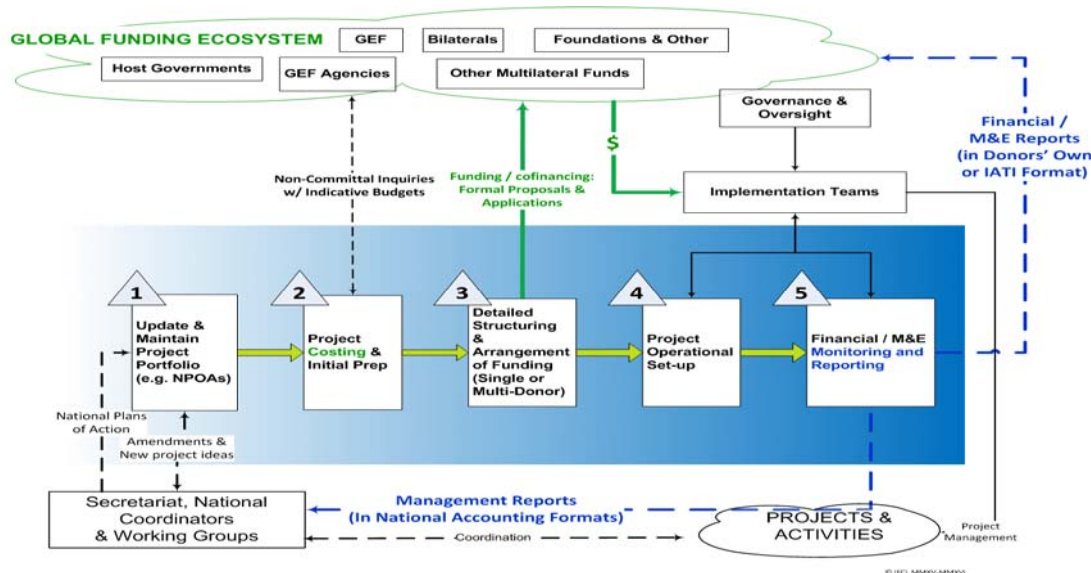 GLOBAL FUNDING ECOSYSTEM
GEF
Bilaterals
Foundations & Other
Host Governments
GEF Agencies
Other Multilateral Funds
Governance &
Oversight
Financial /
M&E Reports
(in Donors' Own
or IATI Format)
$
Non-Committal Inquiries
w/ Indicative Budgets
Funding / cofinancing:
Formal Proposals &
Applications
Implementation Teams
1
Update &
Maintain
Project
Portfolio
(e.g. NPOAs)
2
Project
Costing &
Initial Prep
3
Detailed
Structuring
&
Arrangement
of Funding
(Single or
Multi-Donor)
4
Project
Operational
Set-up
5
Financial / M&E
Monitoring and
Reporting
National Plans
of Action
Amendments &
New project ideas
Secretariat, National
Coordinators
& Working Groups
Management Reports
(In National Accounting Formats)
Coordination
PROJECTS &
ACTIVITIES
Project
Management